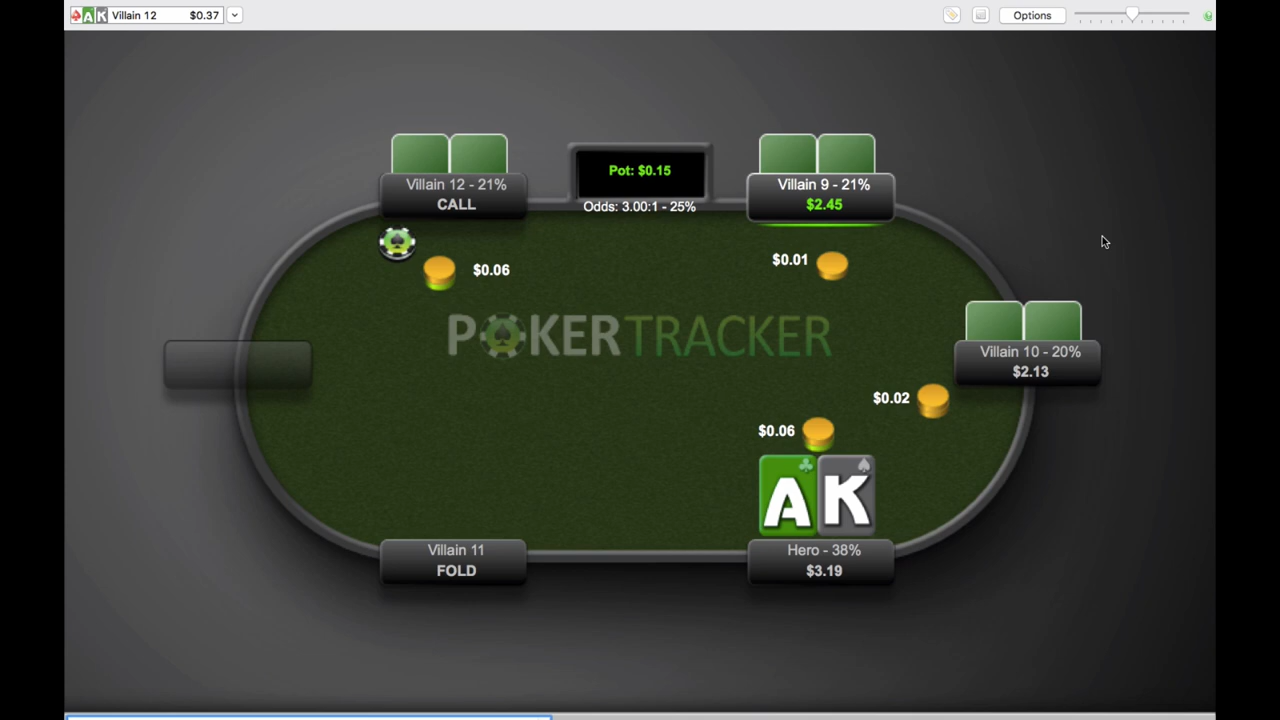 AK Villain 12 $0.37
Options
Villain 12 - 21%
CALL
Pot: $0.15
Odds: 3.00:1 - 25%
Villain 9 - 21%
$2.45
$0.06
$0.01
POKERTRACKER
Villain 10 - 20%
$2.13
$0.02
$0.06
A K
Villain 11
FOLD
Hero - 38%
$3.19